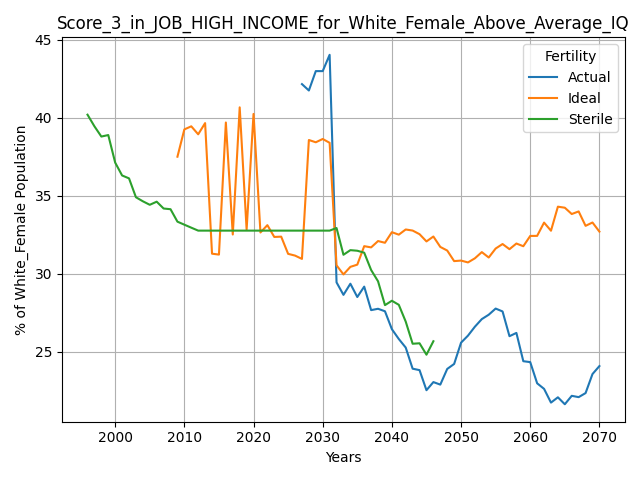 Score_3_in_JOB_HIGH_INCOME_for_White_Female_Above_Average_IQ
Fertility
Actual
Ideal
Sterile
% of White_Female Population
45
40
35
30
25
2000 2010 2020 2030 2040 2050 2060 2070
Years